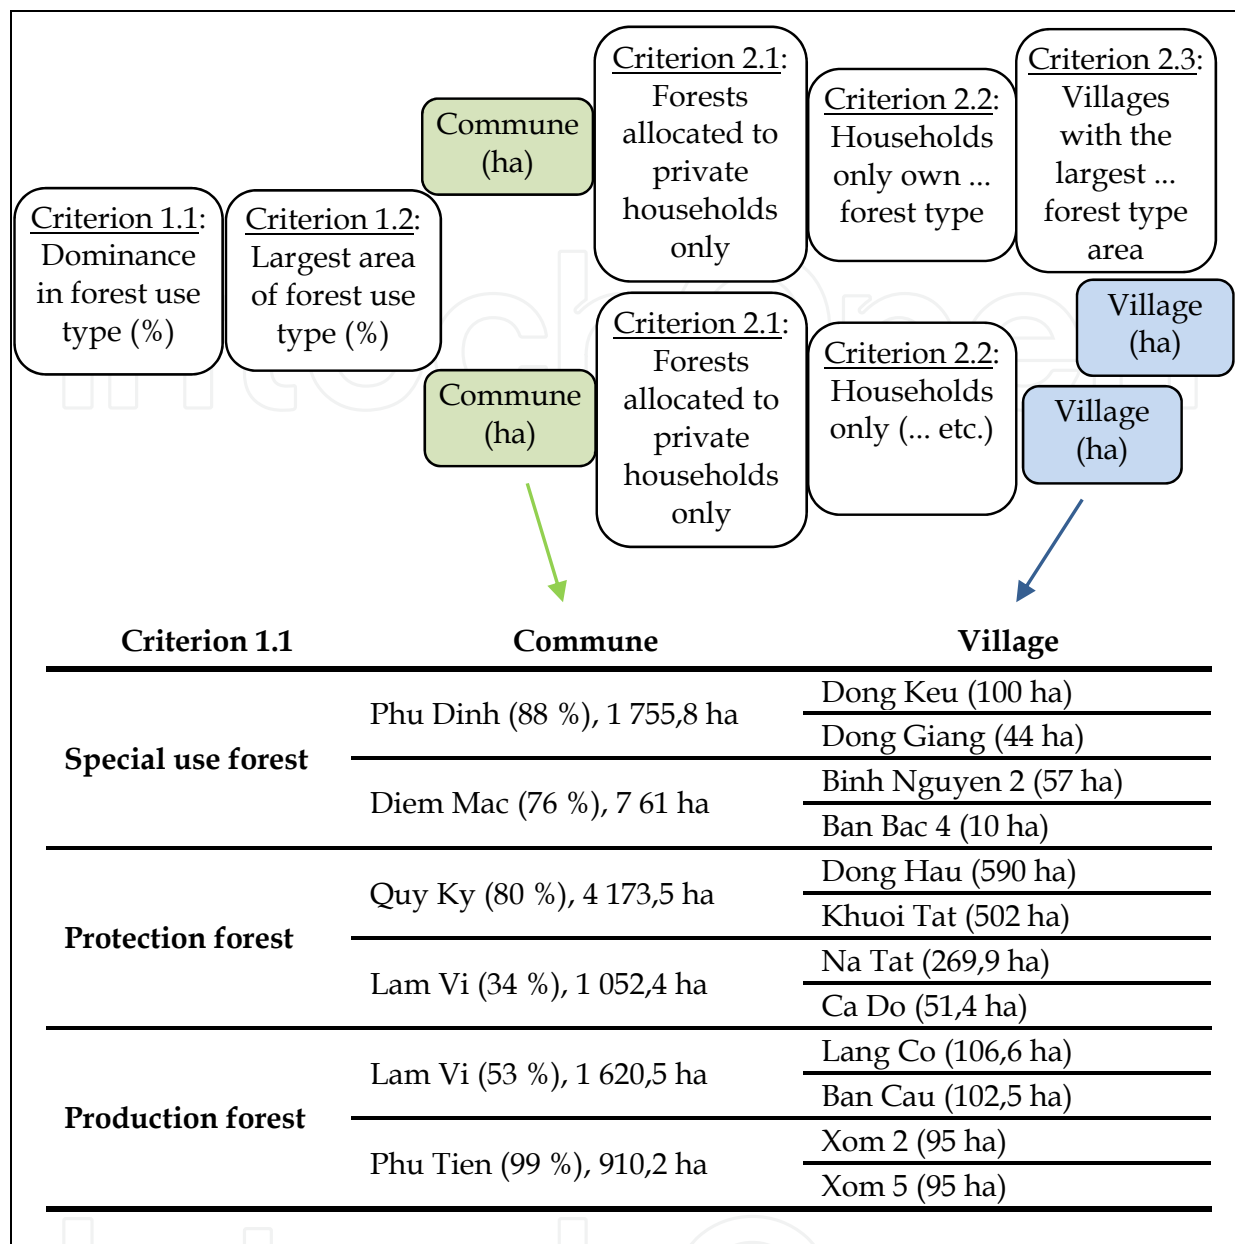 Criterion 1.1:
Dominance
in forest use
type (%)
Criterion 1.2:
Largest area
of forest use
type (%)
Commune
(ha)
Criterion 2.1:
Forests
allocated to
private
households
only
Criterion 2.2:
Households
only own ...
forest type
Criterion 2.3:
Villages
with the
largest ...
forest type
area
Village
(ha)
Commune
(ha)
Criterion 2.1:
Forests
allocated to
private
households
only
Criterion 2.2:
Households
only (... etc.)
Village
(ha)
Criterion 1.1 Commune Village
Special use forest
Phu Dinh (88 %), 1 755,8 ha
Dong Keu (100 ha)
Dong Giang (44 ha)
Diem Mac (76 %), 7 61 ha
Binh Nguyen 2 (57 ha)
Ban Bac 4 (10 ha)
Protection forest
Quy Ky (80 %), 4 173,5 ha
Dong Hau (590 ha)
Khuoi Tat (502 ha)
Lam Vi (34 %), 1 052,4 ha
Na Tat (269,9 ha)
Ca Do (51,4 ha)
Production forest
Lam Vi (53 %), 1 620,5 ha
Lang Co (106,6 ha)
Ban Cau (102,5 ha)
Phu Tien (99 %), 910,2 ha
Xom 2 (95 ha)
Xom 5 (95 ha)